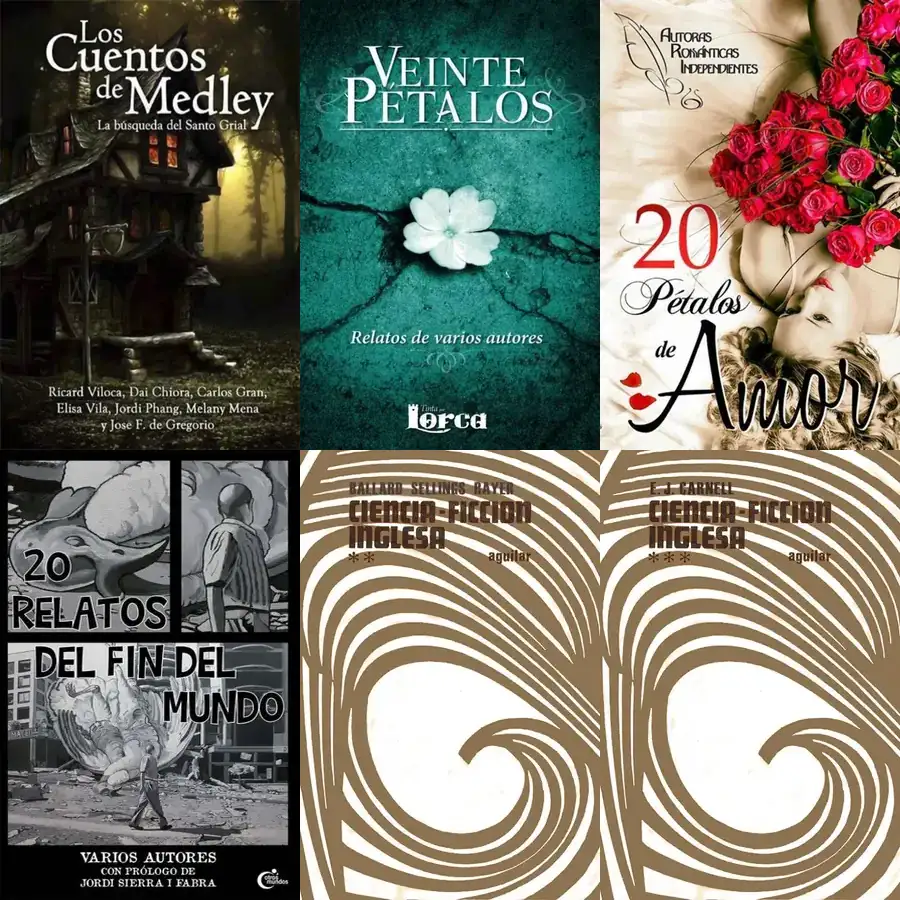 Los
Cuentos
de Medley
La búsqueda del Santo Grial
Ricard Viloca, Dai Chiora, Carlos Gran,
Elisa Vila, Jordi Phang, Melany Mena
y Jose F. de Gregorio
VEINTE
PÉTALOS
Relatos de varios autores
Tinta
LORCA
AUTORAS
ROMÁNTICAS
INDEPENDIENTES
20
Pétalos
de
Amor
20
RELATOS
DEL FIN DEL
MUNDO
VARIOS AUTORES
CON PRÓLOGO DE
JORDI SIERRA I FABRA
otros
mundos
BALLARD SELLINGS RAYER
CIENCIA-FICCION
INGLESA
** aguilar
E. J. CARNELL
CIENCIA-FICCION
INGLESA
*** aguilar